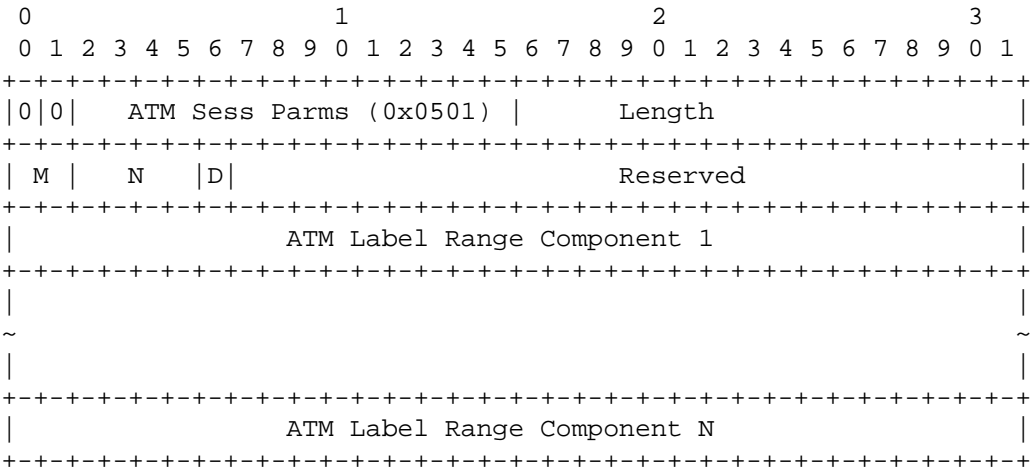 0                   1                   2                   3
 0 1 2 3 4 5 6 7 8 9 0 1 2 3 4 5 6 7 8 9 0 1 2 3 4 5 6 7 8 9 0 1
+-+-+-+-+-+-+-+-+-+-+-+-+-+-+-+-+-+-+-+-+-+-+-+-+-+-+-+-+-+-+-+-+
|0|0|   ATM Sess Parms (0x0501) |      Length                   |
+-+-+-+-+-+-+-+-+-+-+-+-+-+-+-+-+-+-+-+-+-+-+-+-+-+-+-+-+-+-+-+-+
| M |   N   |D|                        Reserved                 |
+-+-+-+-+-+-+-+-+-+-+-+-+-+-+-+-+-+-+-+-+-+-+-+-+-+-+-+-+-+-+-+-+
|                 ATM Label Range Component 1                   |
+-+-+-+-+-+-+-+-+-+-+-+-+-+-+-+-+-+-+-+-+-+-+-+-+-+-+-+-+-+-+-+-+
|                                                               |
~                                                               ~
|                                                               |
+-+-+-+-+-+-+-+-+-+-+-+-+-+-+-+-+-+-+-+-+-+-+-+-+-+-+-+-+-+-+-+-+
|                 ATM Label Range Component N                   |
+-+-+-+-+-+-+-+-+-+-+-+-+-+-+-+-+-+-+-+-+-+-+-+-+-+-+-+-+-+-+-+-+